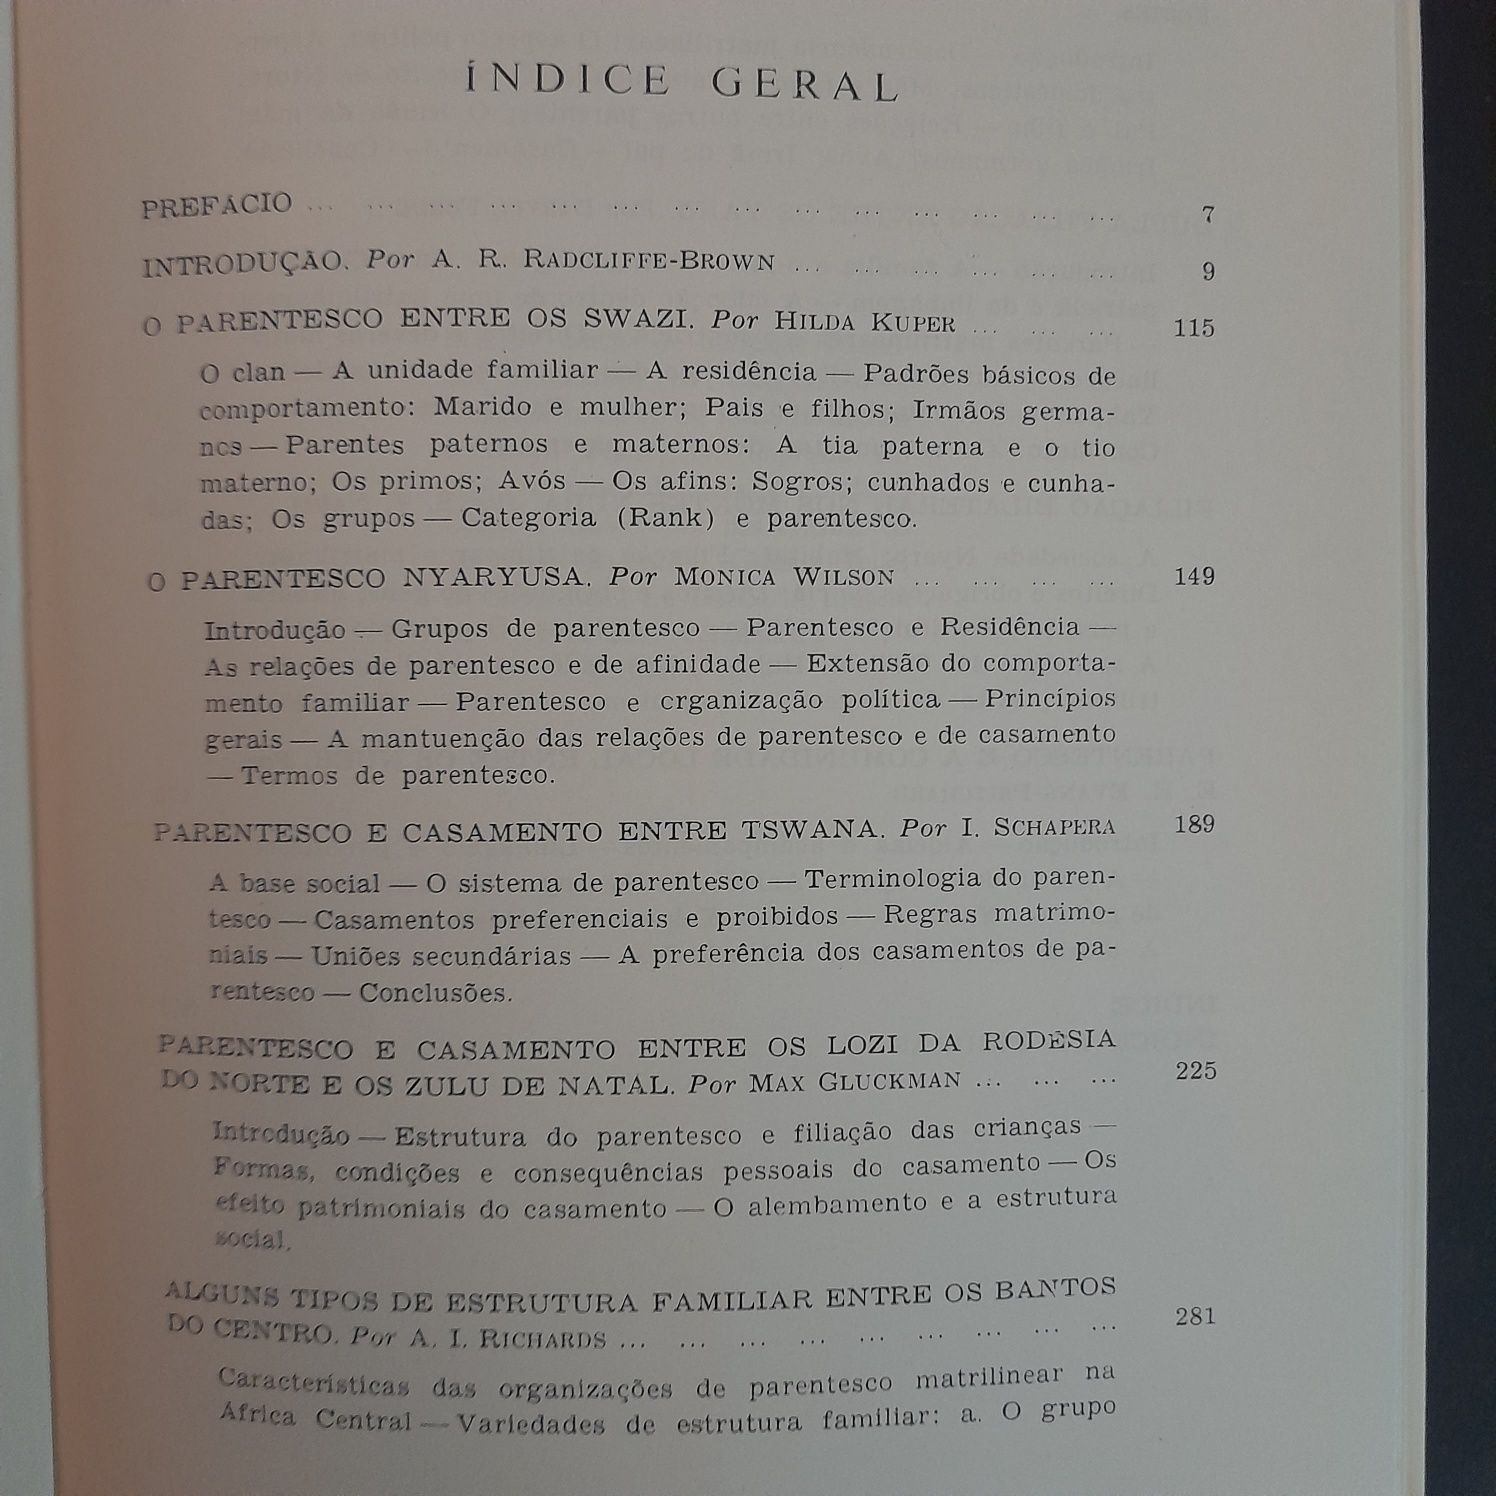 ÍNDICE GERAL
PREFÁCIO ... ... ... ... ... ... ... ... ... ... ... ... ... ... 7
INTRODUÇÃO. Por A. R. RADCLIFFE-BROWN ... ... ... ... ... ... 9
O PARENTESCO ENTRE OS SWAZI. Por HILDA KUPER ... ... ... 115
O clan — A unidade familiar — A residência — Padrões básicos de
comportamento: Marido e mulher; Pais e filhos; Irmãos germa-
nos — Parentes paternos e maternos: A tia paterna e o tio
materno; Os primos; Avós — Os afins: Sogros; cunhados e cunha-
das; Os grupos — Categoria (Rank) e parentesco.
O PARENTESCO NYARYUSA. Por MONICA WILSON ... ... ... ... 149
Introdução — Grupos de parentesco — Parentesco e Residência —
As relações de parentesco e de afinidade — Extensão do comporta-
mento familiar — Parentesco e crganização política — Princípios
gerais — A mantuenção das relações de parentesco e de casamento
— Termos de parentesco.
PARENTESCO E CASAMENTO ENTRE TSWANA. Por I. SCHAPERA 189
A base social — O sistema de parentesco — Terminologia do paren-
tesco — Casamentos preferenciais e proibidos — Regras matrimo-
niais — Uniões secundárias — A preferência dos casamentos de pa-
rentesco — Conclusões.
PARENTESCO E CASAMENTO ENTRE OS LOZI DA RODÉSIA
DO NORTE E OS ZULU DE NATAL. Por MAX GLUCKMAN ... ... ... 225
Introdução — Estrutura do parentesco e filiação das crianças —
Formas, condições e consequências pessoais do casamento — Os
efeito patrimoniais do casamento — O alembamento e a estrutura
social.
ALGUNS TIPOS DE ESTRUTURA FAMILIAR ENTRE OS BANTOS
DO CENTRO. Por A. I. RICHARDS ... ... ... ... ... ... ... ... ... 281
Características das organizações de parentesco matrilinear na
África Central — Variedades de estrutura familiar: a. O grupo